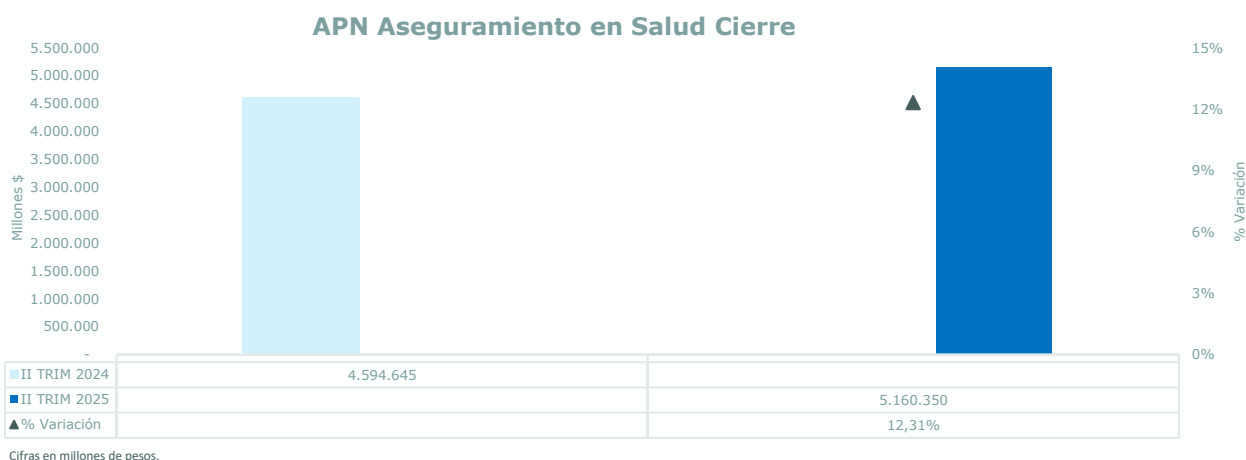 APN Aseguramiento en Salud Cierre
5.500.000
5.000.000
4.500.000
4.000.000
3.500.000
3.000.000
2.500.000
2.000.000
1.500.000
1.000.000
500.000
-
Millones $
15%
12%
9%
6%
3%
0%
% Variación
II TRIM 2024 4.594.645
II TRIM 2025 5.160.350
% Variación 12,31%
Cifras en millones de pesos.